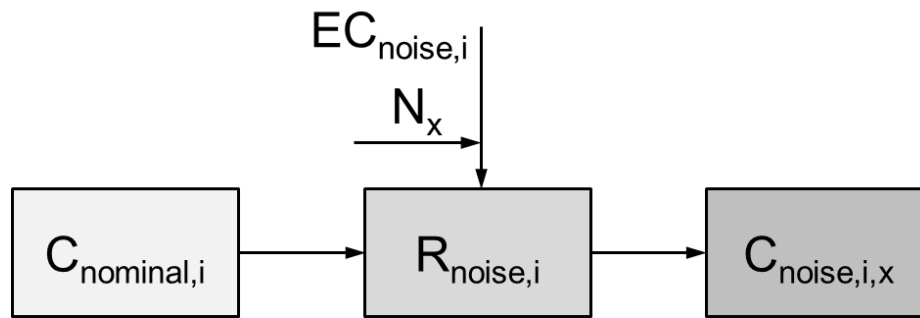 EC_noise,i
N_x
C_nominal,i
R_noise,i
C_noise,i,x